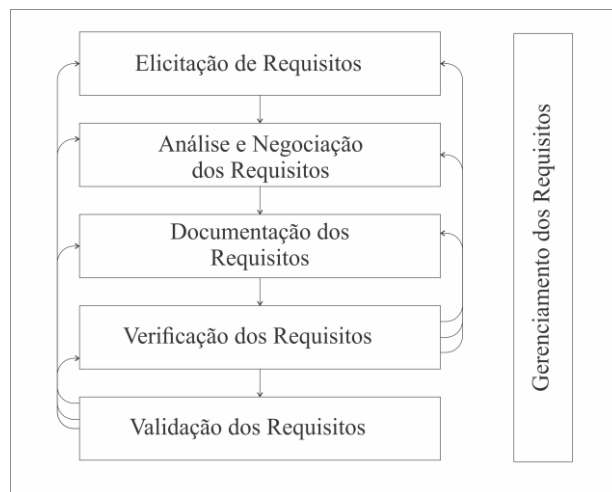 Elicitação de Requisitos
Análise e Negociação
dos Requisitos
Documentação dos
Requisitos
Verificação dos Requisitos
Validação dos Requisitos
Gerenciamento dos Requisitos